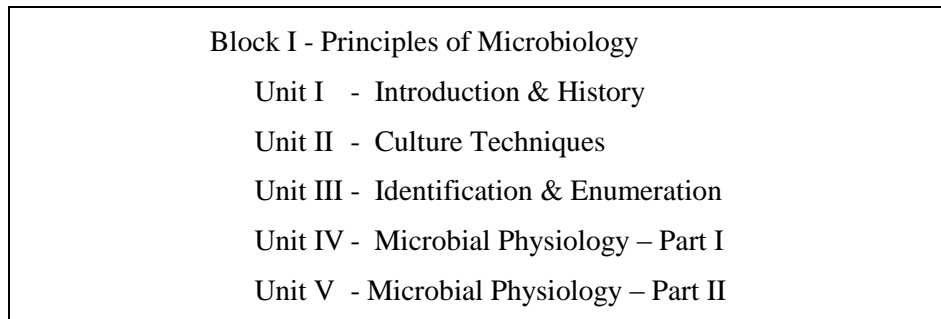 Block I - Principles of Microbiology
Unit I - Introduction & History
Unit II - Culture Techniques
Unit III - Identification & Enumeration
Unit IV - Microbial Physiology – Part I
Unit V - Microbial Physiology – Part II